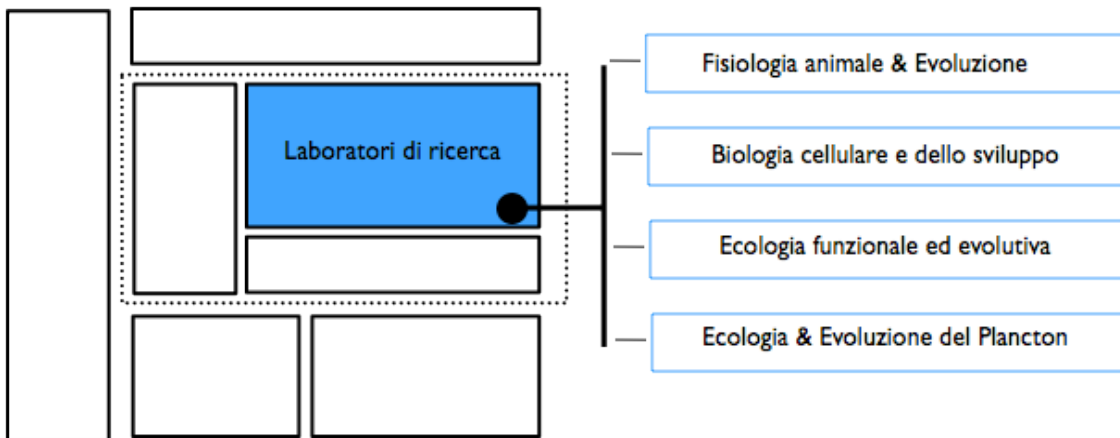 Laboratori di ricerca
Fisiologia animale & Evoluzione
Biologia cellulare e dello sviluppo
Ecologia funzionale ed evolutiva
Ecologia & Evoluzione del Plancton